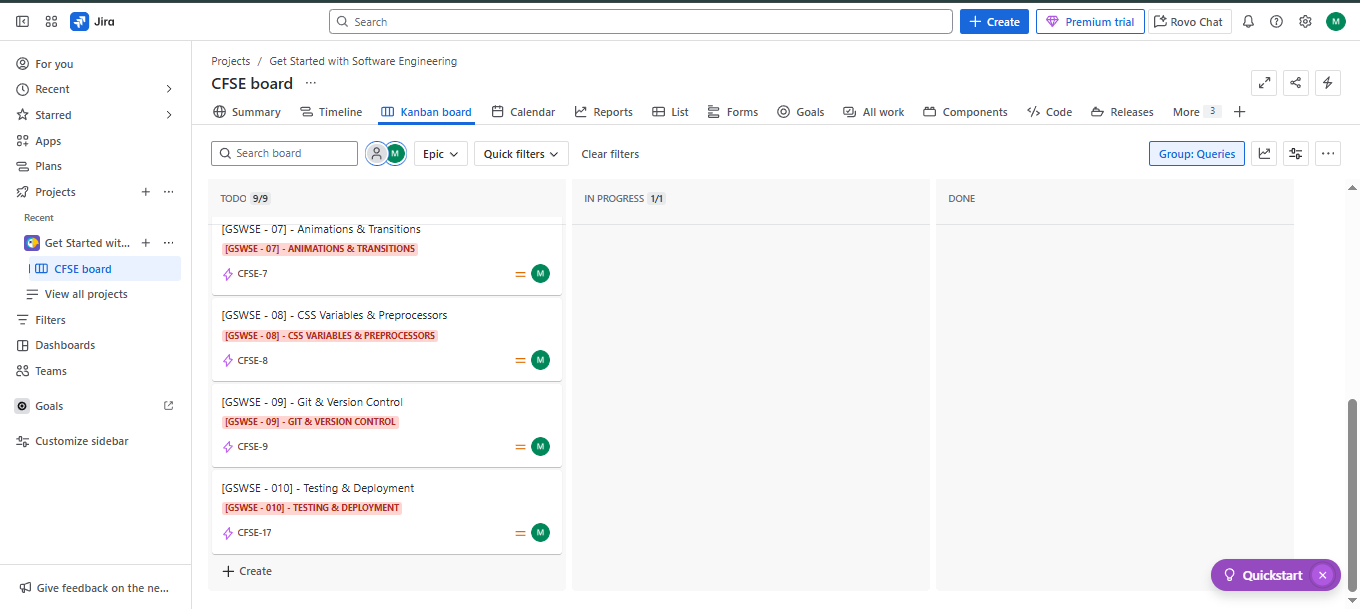 Jira
Search
Create
Premium trial
Rovo Chat
M
For you
Recent
Starred
Apps
Plans
Projects
Recent
Get Started wit...
CFSE board
View all projects
Filters
Dashboards
Teams
Goals
Customize sidebar
Give feedback on the ne...
Projects / Get Started with Software Engineering
CFSE board
Summary
Timeline
Kanban board
Calendar
Reports
List
Forms
Goals
All work
Components
Code
Releases
More 3
Search board
M
Epic
Quick filters
Clear filters
Group: Queries
TODO 9/9
[GSWSE - 07] - Animations & Transitions
[GSWSE - 07] - ANIMATIONS & TRANSITIONS
CFSE-7
M
[GSWSE - 08] - CSS Variables & Preprocessors
[GSWSE - 08] - CSS VARIABLES & PREPROCESSORS
CFSE-8
M
[GSWSE - 09] - Git & Version Control
[GSWSE - 09] - GIT & VERSION CONTROL
CFSE-9
M
[GSWSE - 010] - Testing & Deployment
[GSWSE - 010] - TESTING & DEPLOYMENT
CFSE-17
M
Create
IN PROGRESS 1/1
DONE
Quickstart